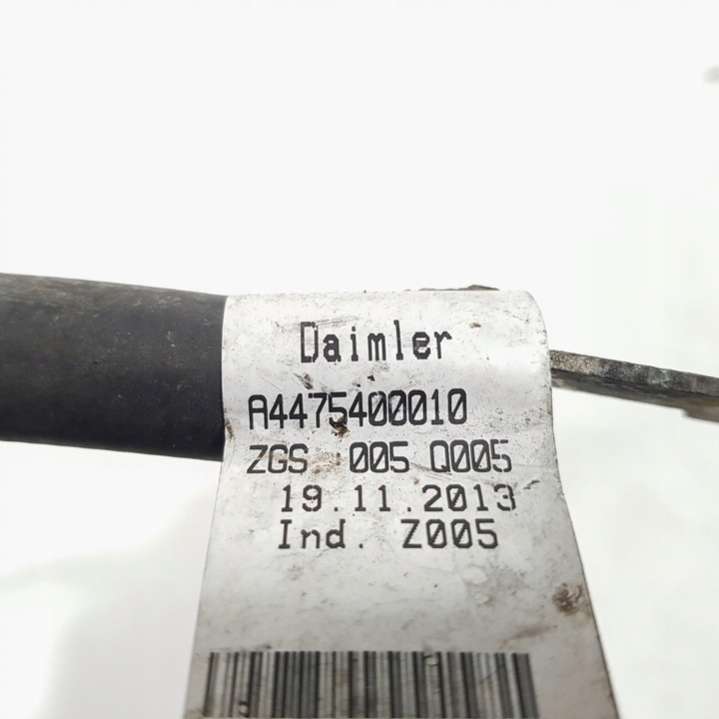 Daimler
A4475400010
ZGS 005 Q005
19.11.2013
Ind. Z005